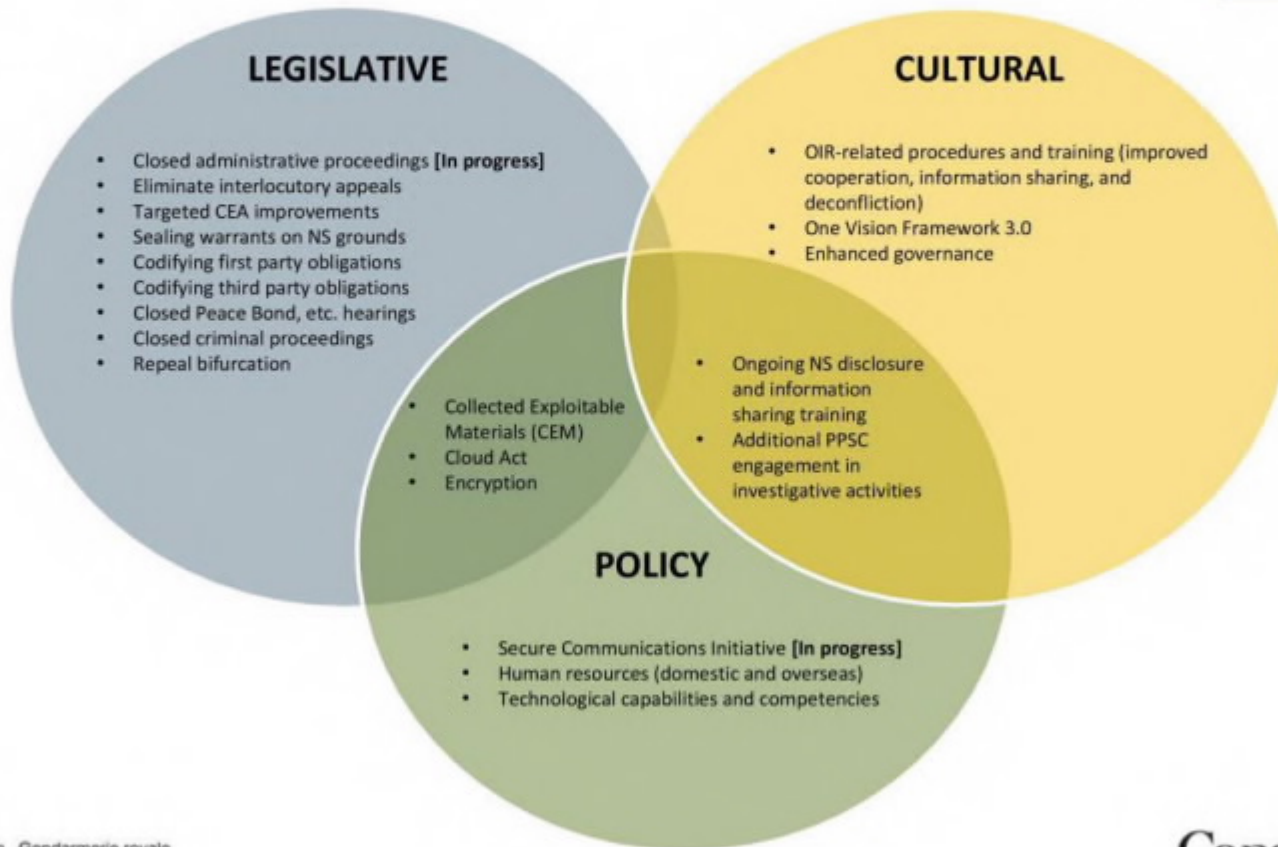 LEGISLATIVE
• Closed administrative proceedings [In progress]
• Eliminate interlocutory appeals
• Targeted CEA improvements
• Sealing warrants on NS grounds
• Codifying first party obligations
• Codifying third party obligations
• Closed Peace Bond, etc. hearings
• Closed criminal proceedings
• Repeal bifurcation
CULTURAL
• OIR-related procedures and training (improved
cooperation, information sharing, and
deconfliction)
• One Vision Framework 3.0
• Enhanced governance
• Collected Exploitable
Materials (CEM)
• Cloud Act
• Encryption
• Ongoing NS disclosure
and information
sharing training
• Additional PPSC
engagement in
investigative activities
POLICY
• Secure Communications Initiative [In progress]
• Human resources (domestic and overseas)
• Technological capabilities and competencies